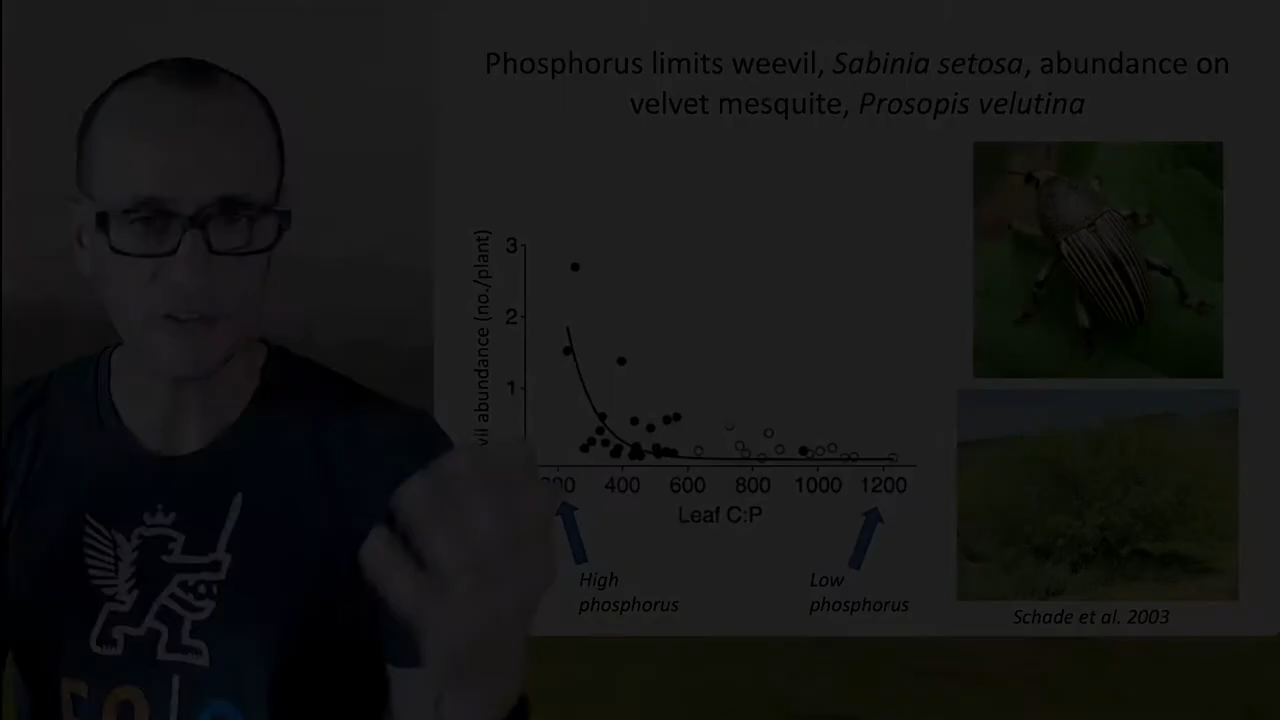 Phosphorus limits weevil, Sabinia setosa, abundance on
velvet mesquite, Prosopis velutina
vil abundance (no./plant)
3
2
1
400 600 800 1000 1200
Leaf C:P
High
phosphorus
Low
phosphorus
Schade et al. 2003